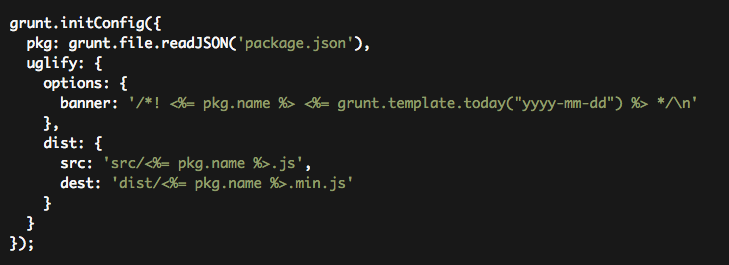 grunt.initConfig({
  pkg: grunt.file.readJSON('package.json'),
  uglify: {
    options: {
      banner: '/*! <%= pkg.name %> <%= grunt.template.today("yyyy-mm-dd") %> */\n'
    },
    dist: {
      src: 'src/<%= pkg.name %>.js',
      dest: 'dist/<%= pkg.name %>.min.js'
    }
  }
});